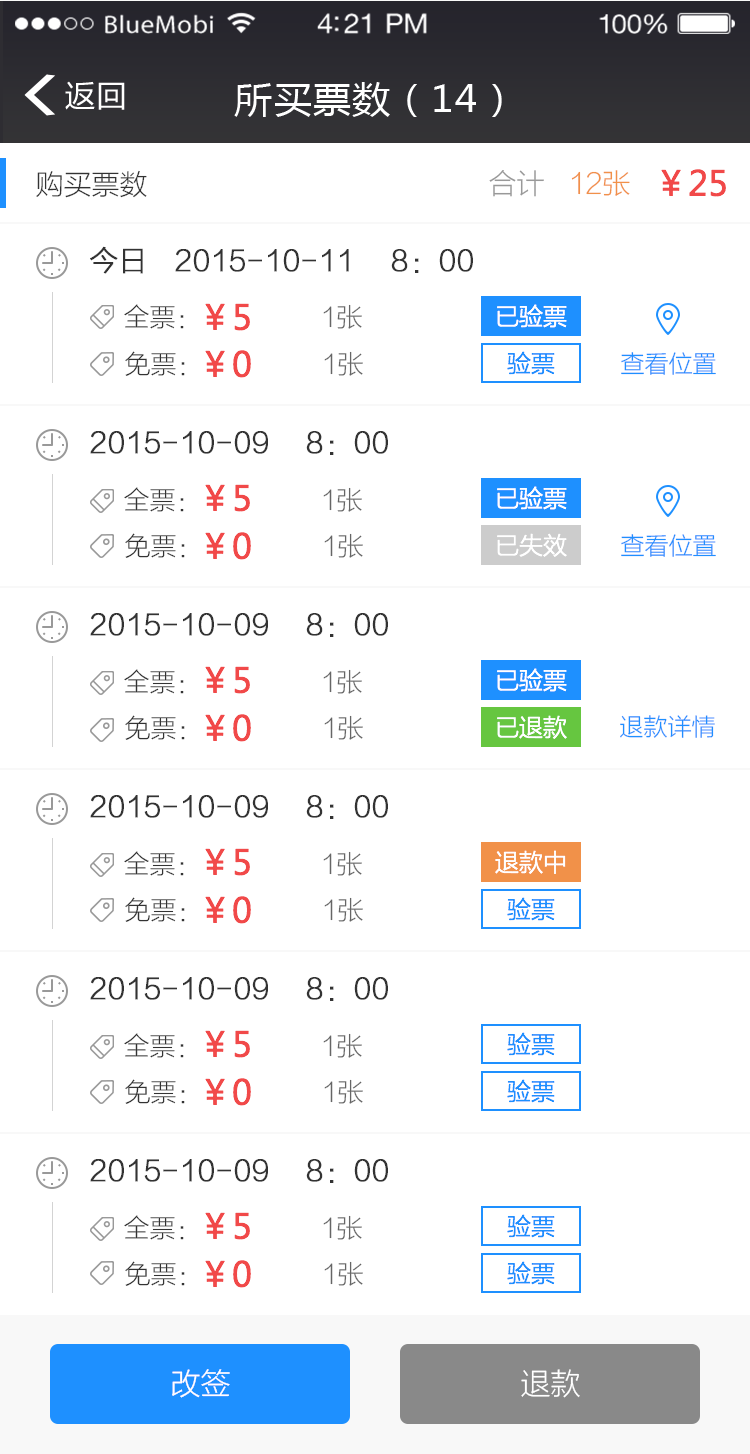 BlueMobi 4:21 PM 100%
返回 所买票数（14）
购买票数 合计 12张 ￥25
今日 2015-10-11 8：00
全票：￥5 1张 已验票
免票：￥0 1张 验票 查看位置
2015-10-09 8：00
全票：￥5 1张 已验票
免票：￥0 1张 已失效 查看位置
2015-10-09 8：00
全票：￥5 1张 已验票
免票：￥0 1张 已退款 退款详情
2015-10-09 8：00
全票：￥5 1张 退款中
免票：￥0 1张 验票
2015-10-09 8：00
全票：￥5 1张 验票
免票：￥0 1张 验票
2015-10-09 8：00
全票：￥5 1张 验票
免票：￥0 1张 验票
改签 退款